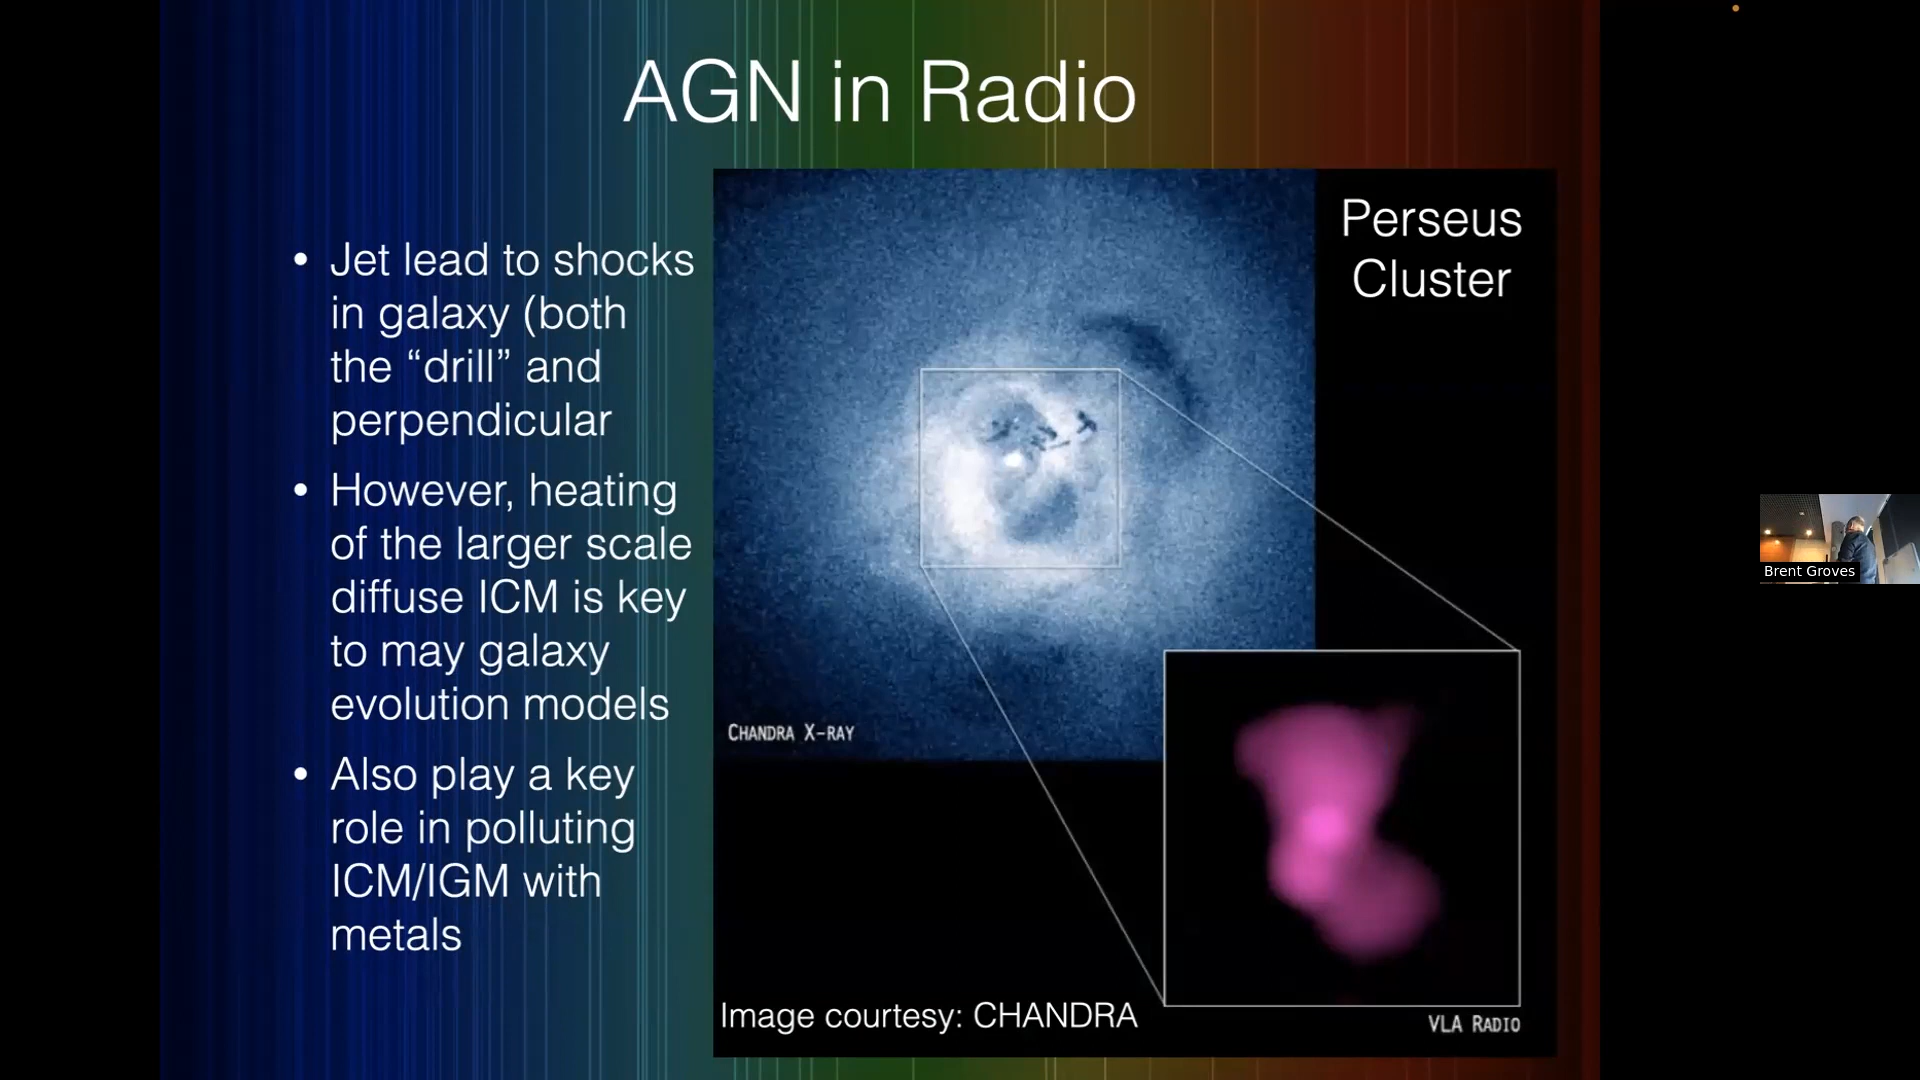 AGN in Radio
• Jet lead to shocks
in galaxy (both
the “drill” and
perpendicular
• However, heating
of the larger scale
diffuse ICM is key
to may galaxy
evolution models
• Also play a key
role in polluting
ICM/IGM with
metals
Perseus
Cluster
CHANDRA X-RAY
Image courtesy: CHANDRA
VLA RADIO
Brent Groves